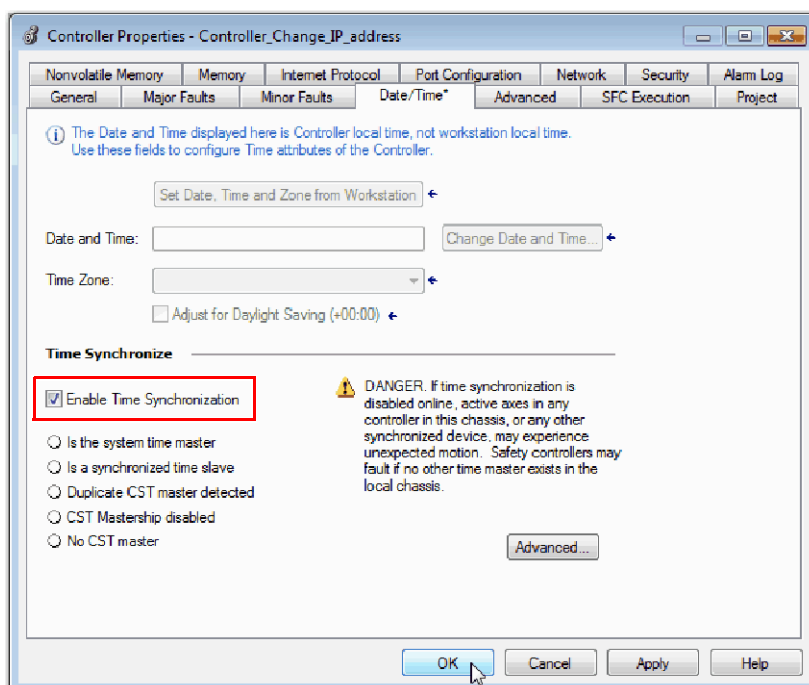 Controller Properties - Controller_Change_IP_address
Nonvolatile Memory Memory Internet Protocol Port Configuration Network Security Alarm Log
General Major Faults Minor Faults Date/Time* Advanced SFC Execution Project
The Date and Time displayed here is Controller local time, not workstation local time.
Use these fields to configure Time attributes of the Controller.
Set Date, Time and Zone from Workstation
Date and Time:
Change Date and Time...
Time Zone:
Adjust for Daylight Saving (+00:00)
Time Synchronize
Enable Time Synchronization
Is the system time master
Is a synchronized time slave
Duplicate CST master detected
CST Mastership disabled
No CST master
DANGER. If time synchronization is
disabled online, active axes in any
controller in this chassis, or any other
synchronized device, may experience
unexpected motion. Safety controllers may
fault if no other time master exists in the
local chassis.
Advanced...
OK Cancel Apply Help